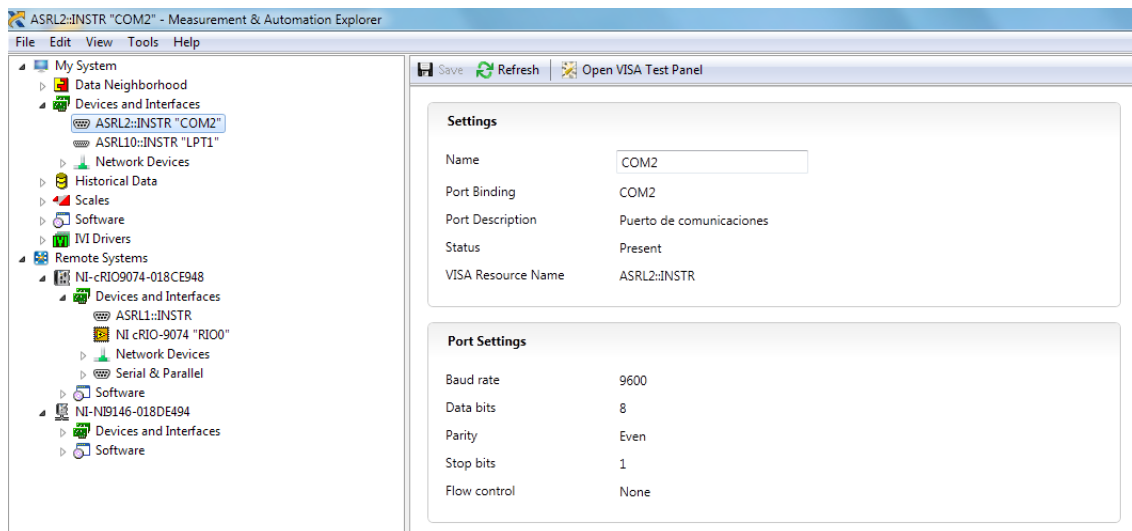 ASRL2::INSTR "COM2" - Measurement & Automation Explorer
File Edit View Tools Help
My System
Data Neighborhood
Devices and Interfaces
ASRL2::INSTR "COM2"
ASRL10::INSTR "LPT1"
Network Devices
Historical Data
Scales
Software
IVI Drivers
Remote Systems
NI-cRIO9074-018CE948
Devices and Interfaces
ASRL1::INSTR
NI cRIO-9074 "RIO0"
Network Devices
Serial & Parallel
Software
NI-NI9146-018DE494
Devices and Interfaces
Software
Save Refresh Open VISA Test Panel
Settings
Name COM2
Port Binding COM2
Port Description Puerto de comunicaciones
Status Present
VISA Resource Name ASRL2::INSTR
Port Settings
Baud rate 9600
Data bits 8
Parity Even
Stop bits 1
Flow control None